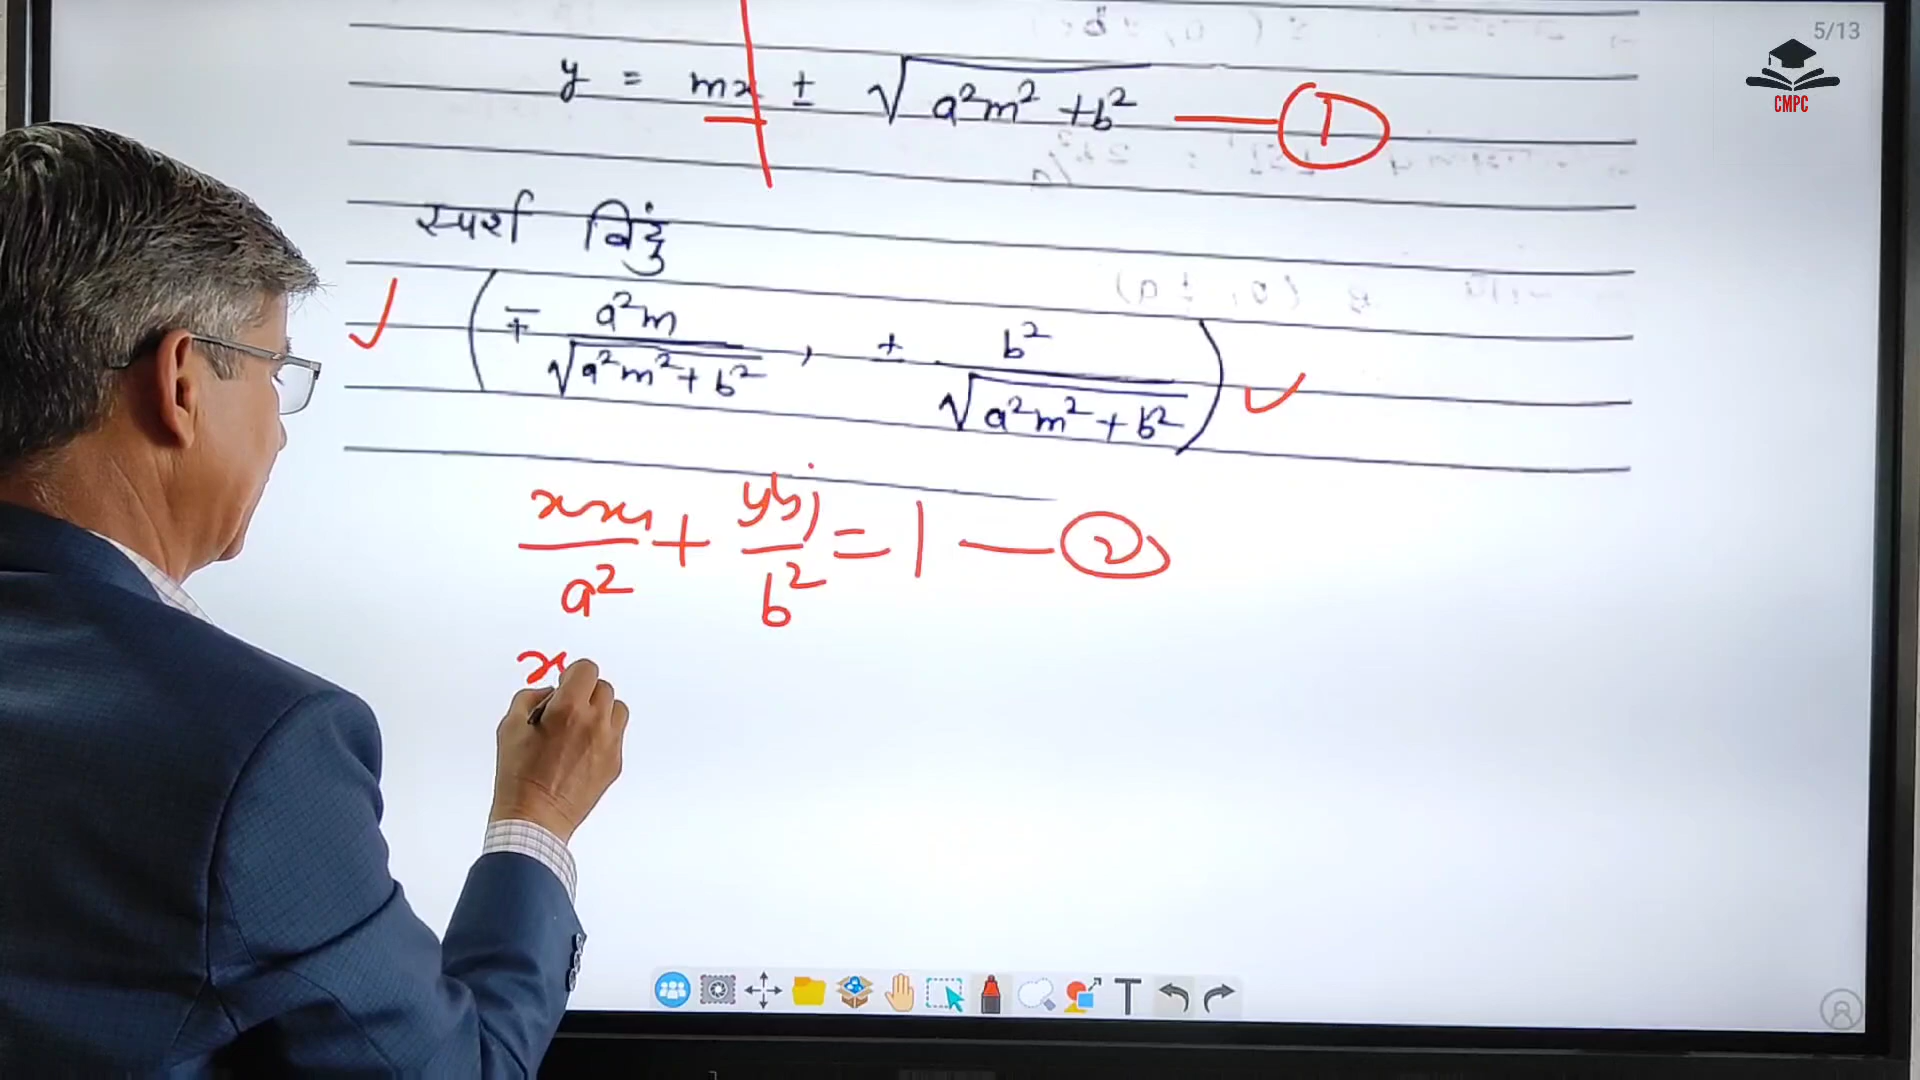 5/13
CMPC
y = mx ± √a²m² + b² — ①
स्पर्श बिंदु
( ∓ a²m / √a²m² + b² , ± b² / √a²m² + b² )
xx₁/a² + yy₁/b² = 1 — ②
x